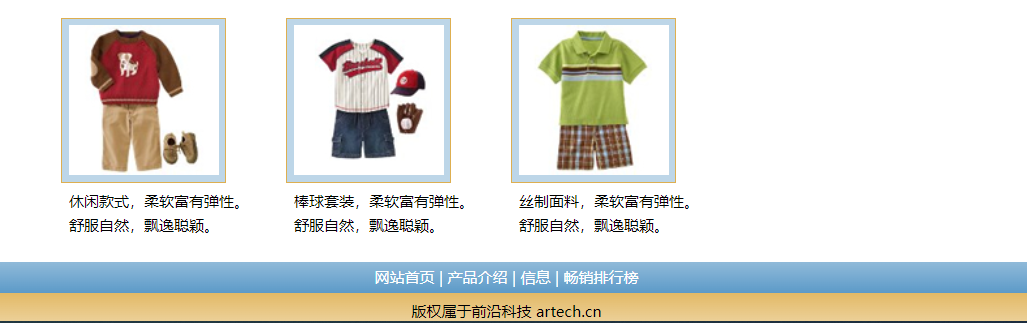 Baseball
休闲款式，柔软富有弹性。
舒服自然，飘逸聪颖。
棒球套装，柔软富有弹性。
舒服自然，飘逸聪颖。
丝制面料，柔软富有弹性。
舒服自然，飘逸聪颖。
网站首页 | 产品介绍 | 信息 | 畅销排行榜
版权属于前沿科技 artech.cn